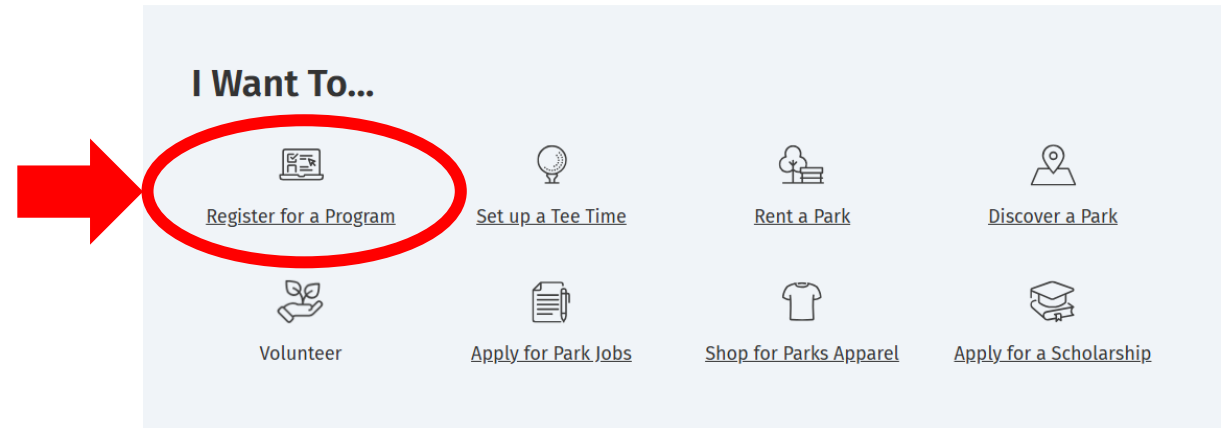 I Want To...
Register for a Program
Set up a Tee Time
Rent a Park
Discover a Park
Volunteer
Apply for Park Jobs
Shop for Parks Apparel
Apply for a Scholarship